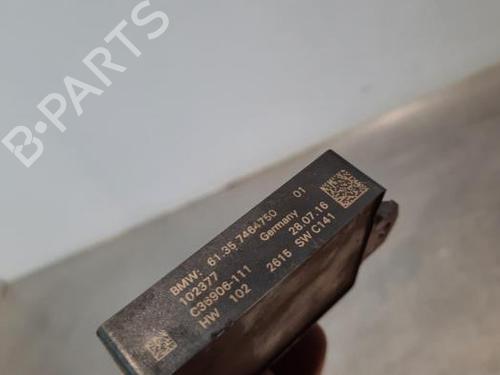 B-PARTS
BMW: 61.35 7464750 01
102377 Germany 28.07.16
C36906-111
HW 102 2615 SW C141